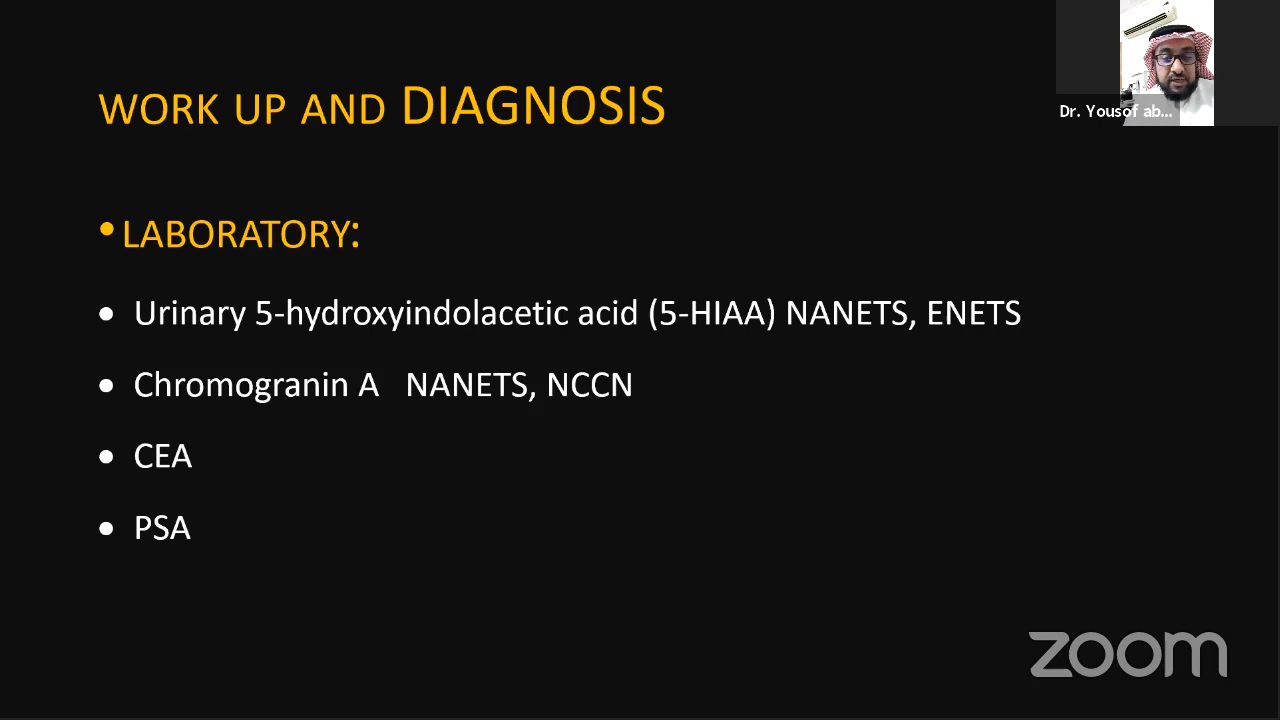 WORK UP AND DIAGNOSIS
Dr. Yousof ab...
•LABORATORY:
• Urinary 5-hydroxyindolacetic acid (5-HIAA) NANETS, ENETS
• Chromogranin A NANETS, NCCN
• CEA
• PSA
zoom